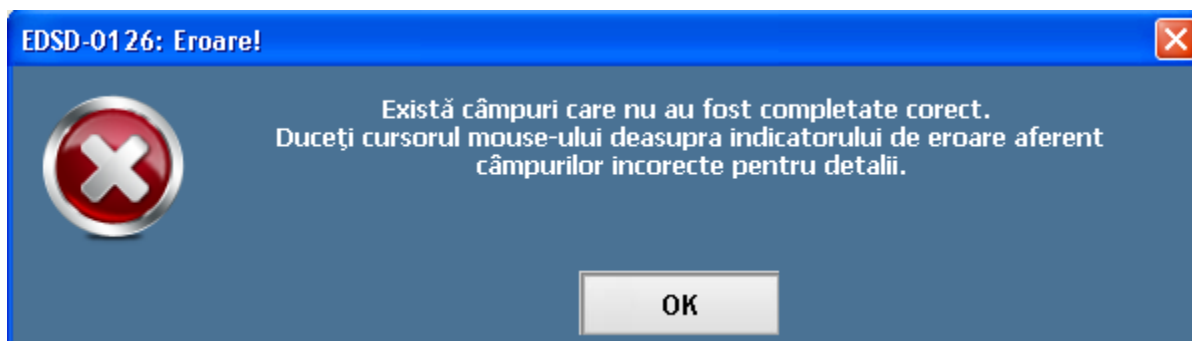 EDSD-0126: Eroare!
Există câmpuri care nu au fost completate corect.
Duceţi cursorul mouse-ului deasupra indicatorului de eroare aferent
câmpurilor incorecte pentru detalii.
OK